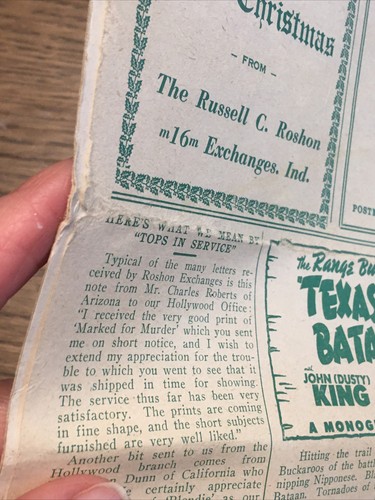 Christmas
— FROM —
The Russell C. Roshon
m16m Exchanges, Ind.
POSTE
HERE'S WHAT WE MEAN BY
"TOPS IN SERVICE"
Typical of the many letters re-
ceived by Roshon Exchanges is this
note from Mr. Charles Roberts of
Arizona to our Hollywood Office:
"I received the very good print of
'Marked for Murder' which you sent
me on short notice, and I wish to
extend my appreciation for the trou-
ble to which you went to see that it
was shipped in time for showing.
The service thus far has been very
satisfactory. The prints are coming
in fine shape, and the short subjects
furnished are very well liked."
Another bit sent to us from the
Hollywood branch comes from
Dunn of California who
certainly appreciate
'Blondie' as our
the Range Bu
TEXAS
BATA
with
JOHN (DUSTY)
KING
A MONOG
Hitting the trail
Buckaroos of the batt
nipping Nipponese. Bl
Bataan. Tornadoes of